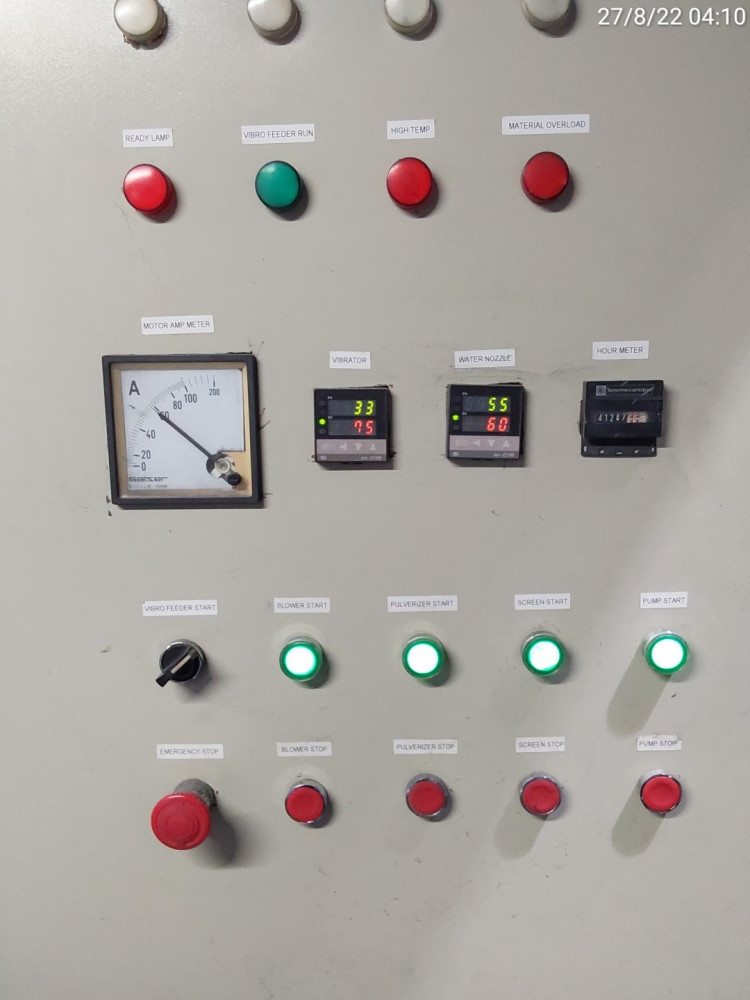 27/8/22 04:10
READY LAMP
VIBRO FEEDER RUN
HIGH TEMP
MATERIAL OVERLOAD
MOTOR AMP METER
VIBRATOR
WATER NOZZLE
HOUR METER
A
0
20
40
60
80
100
200
33
75
55
60
Telemecanique
VIBRO FEEDER START
BLOWER START
PULVERIZER START
SCREEN START
PUMP START
EMERGENCY STOP
BLOWER STOP
PULVERIZER STOP
SCREEN STOP
PUMP STOP